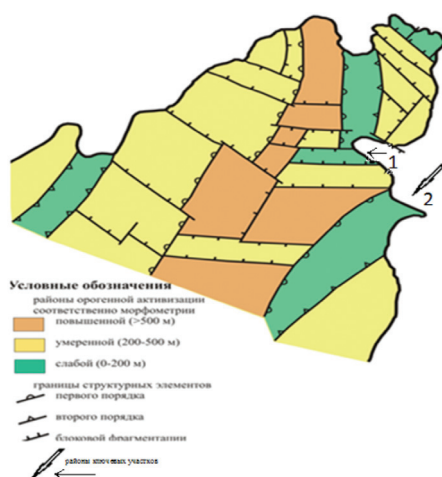 1
2
Условные обозначения
районы орогенной активизации
соответственно морфометрии
повышенной (>500 м)
умеренной (200-500 м)
слабой (0-200 м)
границы структурных элементов
первого порядка
второго порядка
блоковой фрагментации
районы ключевых участков